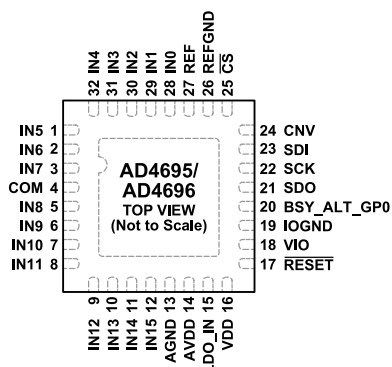 32 IN4
31 IN3
30 IN2
29 IN1
28 IN0
27 REF
26 REFGND
25 CS
IN5 1
IN6 2
IN7 3
COM 4
IN8 5
IN9 6
IN10 7
IN11 8
AD4695/
AD4696
TOP VIEW
(Not to Scale)
24 CNV
23 SDI
22 SCK
21 SDO
20 BSY_ALT_GP0
19 IOGND
18 VIO
17 RESET
IN12 9
IN13 10
IN14 11
IN15 12
AGND 13
AVDD 14
LDO_IN 15
VDD 16